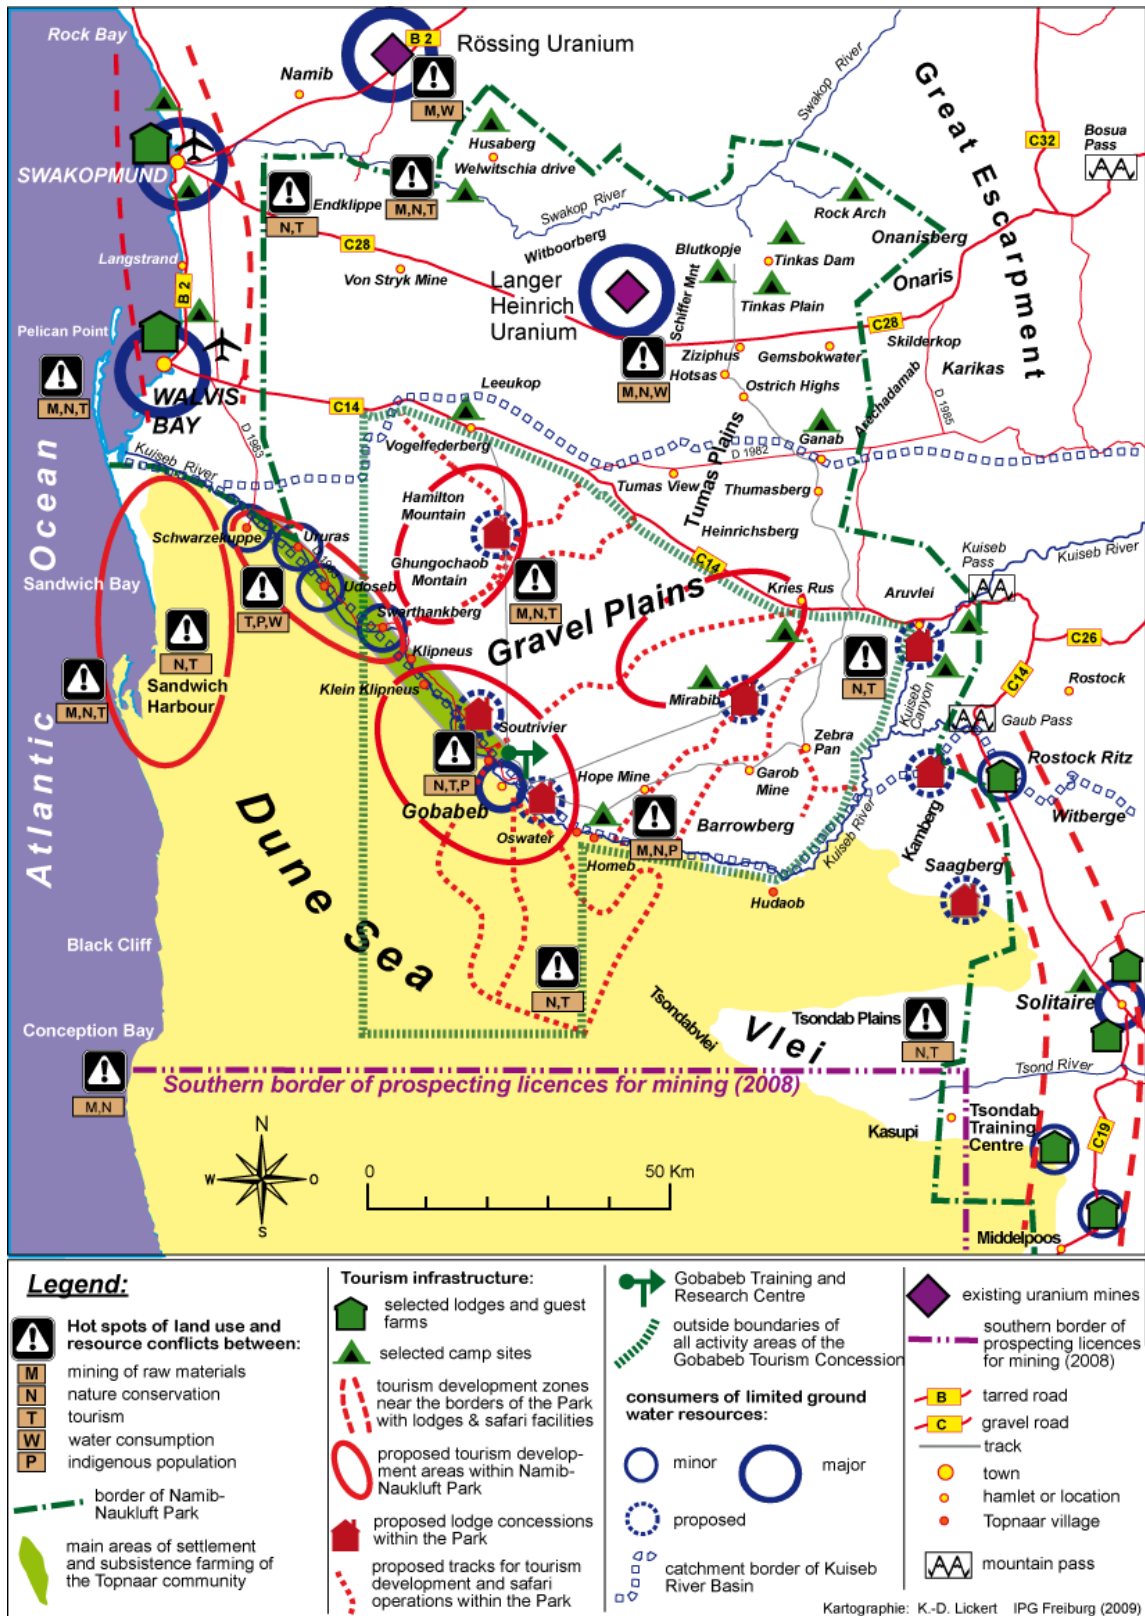 Rock Bay
B 2
Rössing Uranium
Namib
M,W
Swakop River
Great Escarpment
C32
Bosua
Pass
Husaberg
Welwitschia drive
SWAKOPMUND
Endklippe
M,N,T
N,T
Swakop River
Rock Arch
C28
Witboorberg
Blutkopje
Onanisberg
Langstrand
Von Stryk Mine
Tinkas Dam
Langer
Heinrich
Uranium
Schiffer Mnt
Onaris
B 2
Tinkas Plain
Pelican Point
C28
Skilderkop
Ziziphus
Gemsbokwater
M,N,T
Leeukop
M,N,W
Hotsas
Karikas
WALVIS
BAY
C14
Ostrich Highs
Arechadamab
D 1985
Vogelfederberg
Ganab
Kuiseb River
D 1983
Tumas Plains
D 1982
Tumas View
Thumasberg
Hamilton
Mountain
Heinrichsberg
Schwarzekuppe
Ururas
Kuiseb
Pass
Kuiseb River
Atlantic Ocean
D 1983
Ghungochaob
Montain
C14
Sandwich Bay
Udoseb
Kries Rus
Aruvlei
T,P,W
M,N,T
Swarthankberg
Gravel Plains
C26
N,T
Klipneus
N,T
C14
Sandwich
Harbour
Klein Klipneus
Mirabib
Kuiseb
Canyon
Rostock
M,N,T
Soutrivier
Gaub Pass
Zebra
Pan
N,T,P
Hope Mine
Garob
Mine
Rostock Ritz
Gobabeb
Kamberg
Witberge
Dune Sea
Oswater
M,N,P
Barrowberg
Kuiseb River
Homeb
Saagberg
Hudaob
Black Cliff
N,T
Tsondabvlei
Solitaire
Conception Bay
Tsondab Plains
Vlei
N,T
M,N
Southern border of prospecting licences for mining (2008)
Tsond River
Tsondab
Training
Centre
Kasupi
C19
N
W
O
S
0
50 Km
Middelpoos
Legend:
Hot spots of land use and
resource conflicts between:
M mining of raw materials
N nature conservation
T tourism
W water consumption
P indigenous population
border of Namib-
Naukluft Park
main areas of settlement
and subsistence farming of
the Topnaar community
Tourism infrastructure:
selected lodges and guest
farms
selected camp sites
tourism development zones
near the borders of the Park
with lodges & safari facilities
proposed tourism develop-
ment areas within Namib-
Naukluft Park
proposed lodge concessions
within the Park
proposed tracks for tourism
development and safari
operations within the Park
Gobabeb Training and
Research Centre
outside boundaries of
all activity areas of the
Gobabeb Tourism Concession
consumers of limited ground
water resources:
minor
major
proposed
catchment border of Kuiseb
River Basin
existing uranium mines
southern border of
prospecting licences
for mining (2008)
B tarred road
C gravel road
track
town
hamlet or location
Topnaar village
mountain pass
Kartographie: K.-D. Lickert IPG Freiburg (2009)